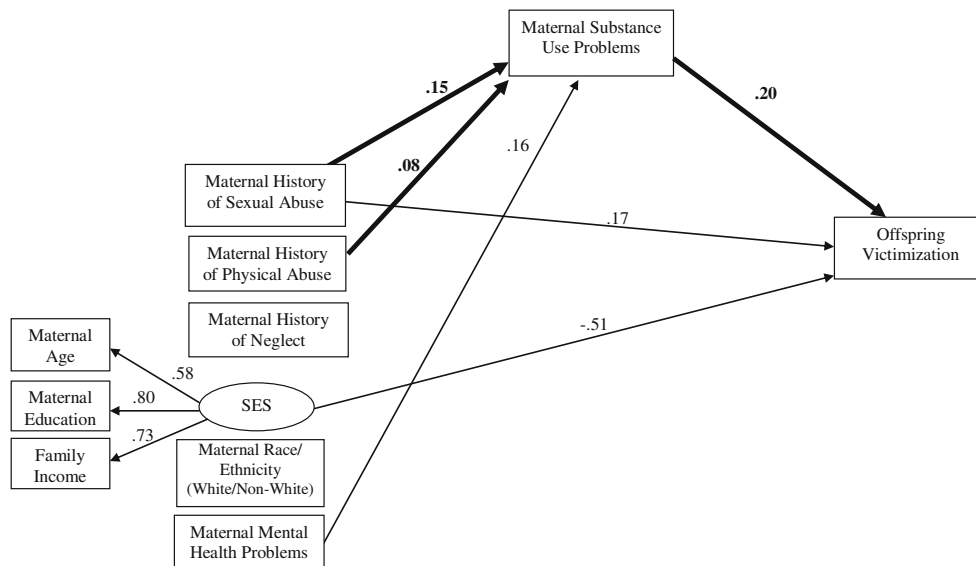 Maternal Substance
Use Problems
.15
.20
.16
.08
Maternal History
of Sexual Abuse
.17
Offspring
Victimization
Maternal History
of Physical Abuse
Maternal History
of Neglect
-.51
Maternal
Age
.58
Maternal
Education
.80
SES
.73
Family
Income
Maternal Race/
Ethnicity
(White/Non-White)
Maternal Mental
Health Problems